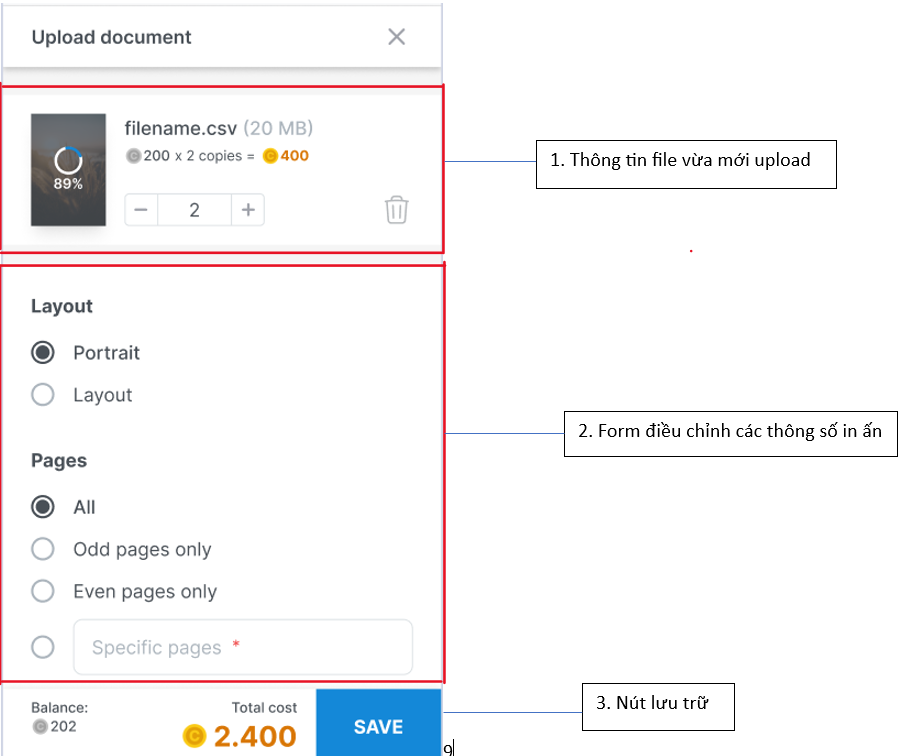 Upload document
filename.csv (20 MB)
C 200 x 2 copies = C 400
89%
− 2 +
1. Thông tin file vừa mới upload
Layout
Portrait
Layout
2. Form điều chỉnh các thông số in ấn
Pages
All
Odd pages only
Even pages only
Specific pages *
Balance:
C 202
Total cost
C 2.400
SAVE
3. Nút lưu trữ
9